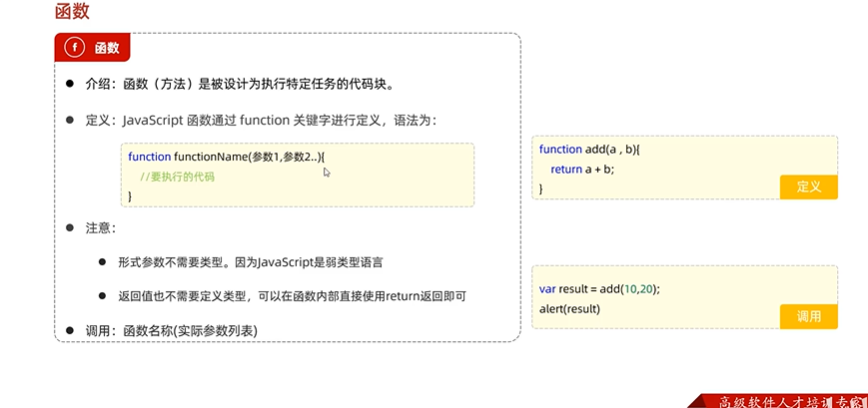 函数
f 函数
介绍：函数（方法）是被设计为执行特定任务的代码块。
定义：JavaScript 函数通过 function 关键字进行定义，语法为：
function functionName(参数1,参数2..){
//要执行的代码
}
注意：
形式参数不需要类型。因为JavaScript是弱类型语言
返回值也不需要定义类型，可以在函数内部直接使用return返回即可
调用：函数名称(实际参数列表)
function add(a , b){
return a + b;
}
定义
var result = add(10,20);
alert(result)
调用
高级软件人才培训专家